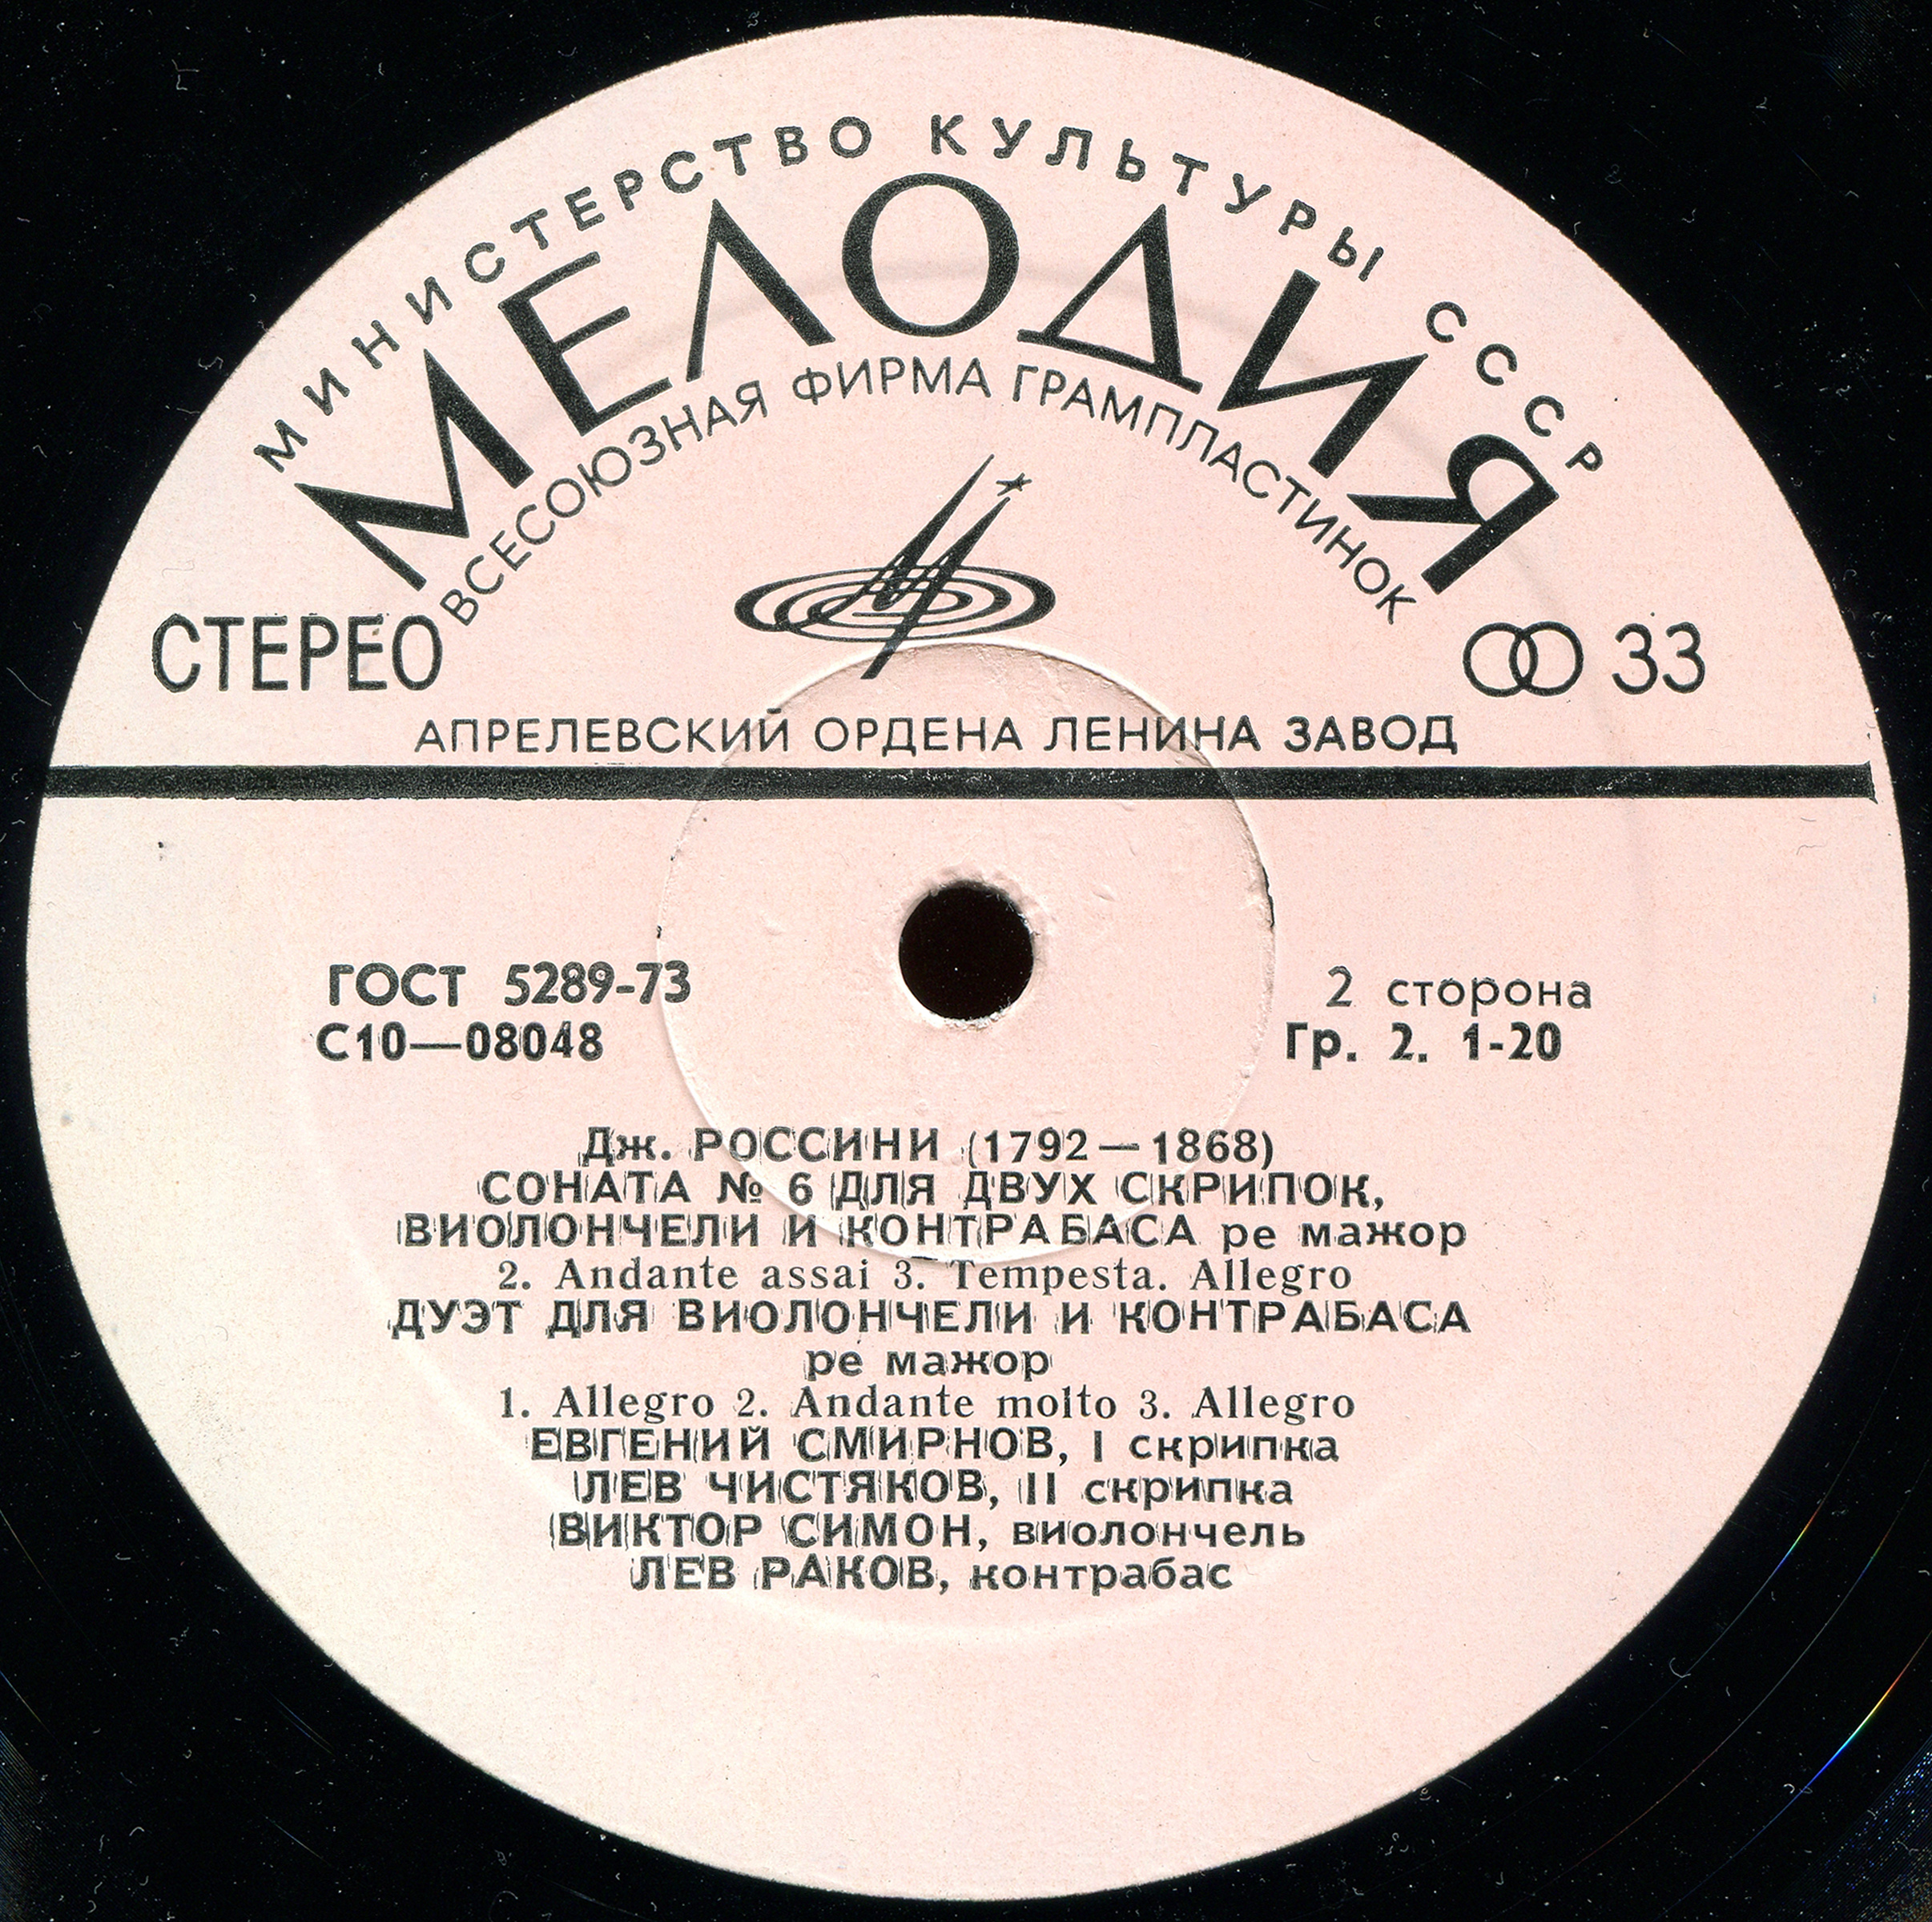 МИНИСТЕРСТВО КУЛЬТУРЫ СССР
МЕЛОДИЯ
ВСЕСОЮЗНАЯ ФИРМА ГРАМПЛАСТИНОК
СТЕРЕО
33
АПРЕЛЕВСКИЙ ОРДЕНА ЛЕНИНА ЗАВОД
ГОСТ 5289-73
2 сторона
С10—08048
Гр. 2. 1-20
Дж. РОССИНИ (1792—1868)
СОНАТА № 6 ДЛЯ ДВУХ СКРИПОК,
ВИОЛОНЧЕЛИ И КОНТРАБАСА ре мажор
2. Andante assai 3. Tempesta. Allegro
ДУЭТ ДЛЯ ВИОЛОНЧЕЛИ И КОНТРАБАСА
ре мажор
1. Allegro 2. Andante molto 3. Allegro
ЕВГЕНИЙ СМИРНОВ, I скрипка
ЛЕВ ЧИСТЯКОВ, II скрипка
ВИКТОР СИМОН, виолончель
ЛЕВ РАКОВ, контрабас